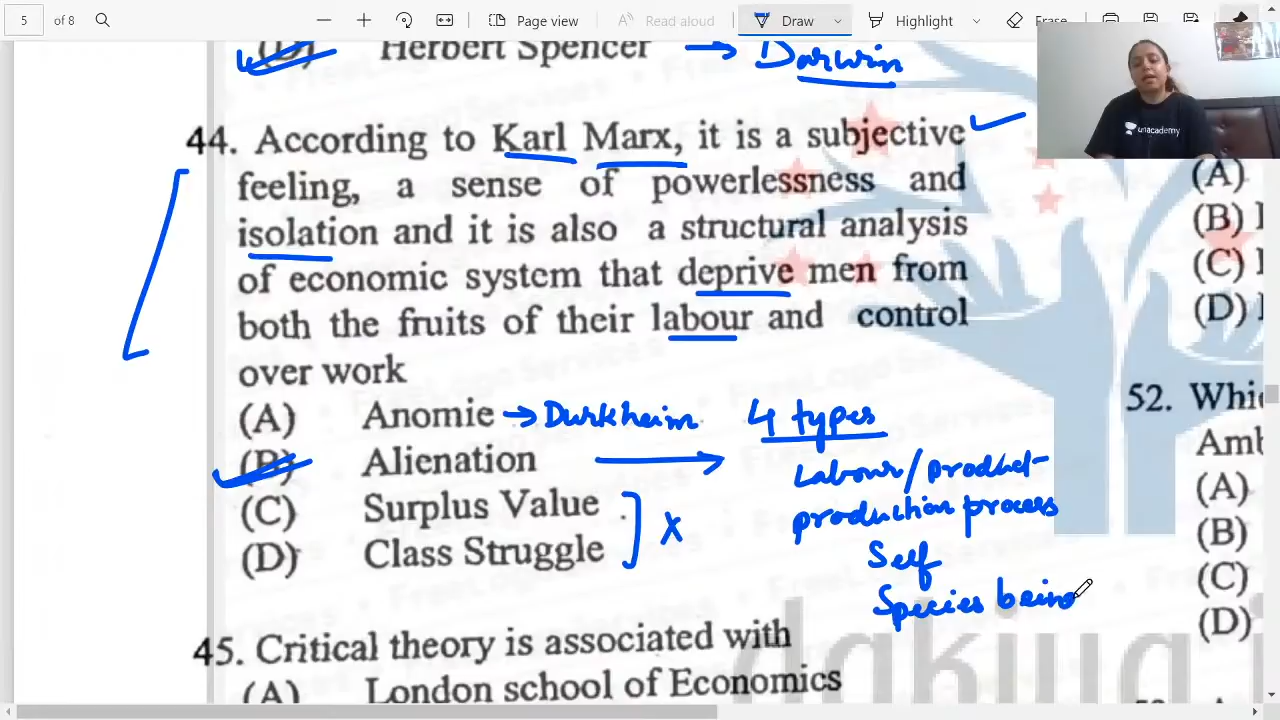 5 of 8 Page view Read aloud Draw Highlight Erase
(D) Herbert Spencer → Darwin
unacademy
44. According to Karl Marx, it is a subjective
feeling, a sense of powerlessness and
isolation and it is also a structural analysis
of economic system that deprive men from
both the fruits of their labour and control
over work
(A) Anomie → Durkheim 4 types
(B) Alienation → Labour/product
(C) Surplus Value production process
(D) Class Struggle X Self
Species being
45. Critical theory is associated with
(A) London school of Economics
(A)
(B)
(C)
(D)
52.
(A)
(B)
(C)
(D)